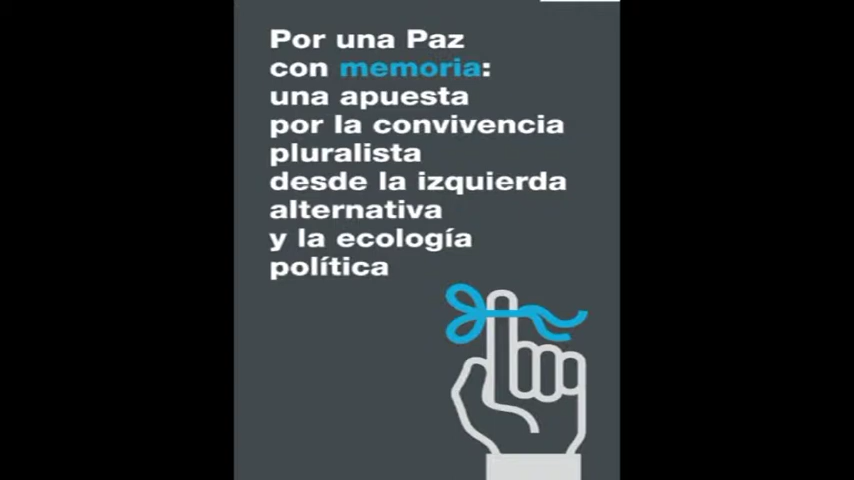 Por una Paz
con memoria:
una apuesta
por la convivencia
pluralista
desde la izquierda
alternativa
y la ecología
política